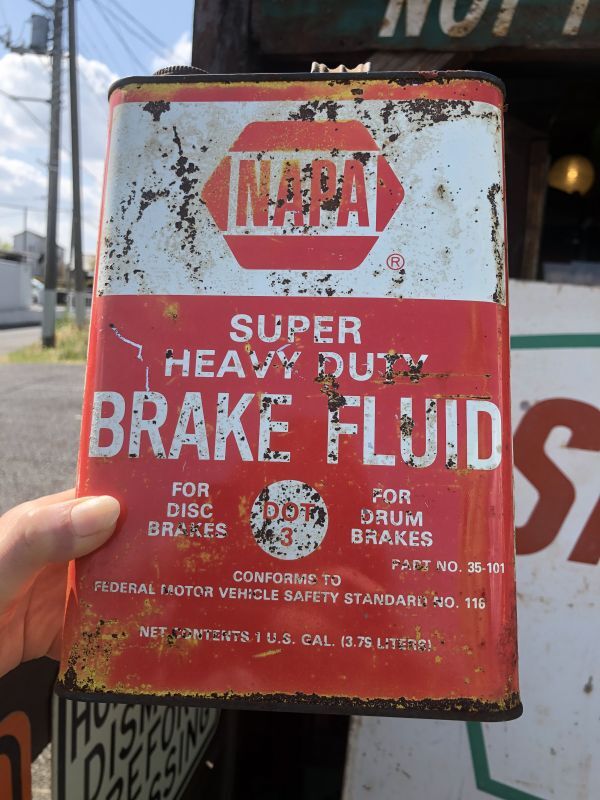 NOT
NAPA
®
SUPER
HEAVY DUTY
BRAKE FLUID
FOR
DISC
BRAKES
DOT
3
FOR
DRUM
BRAKES
PART NO. 35-101
CONFORMS TO
FEDERAL MOTOR VEHICLE SAFETY STANDARD NO. 116
NET CONTENTS 1 U.S. GAL. (3.79 LITERS)